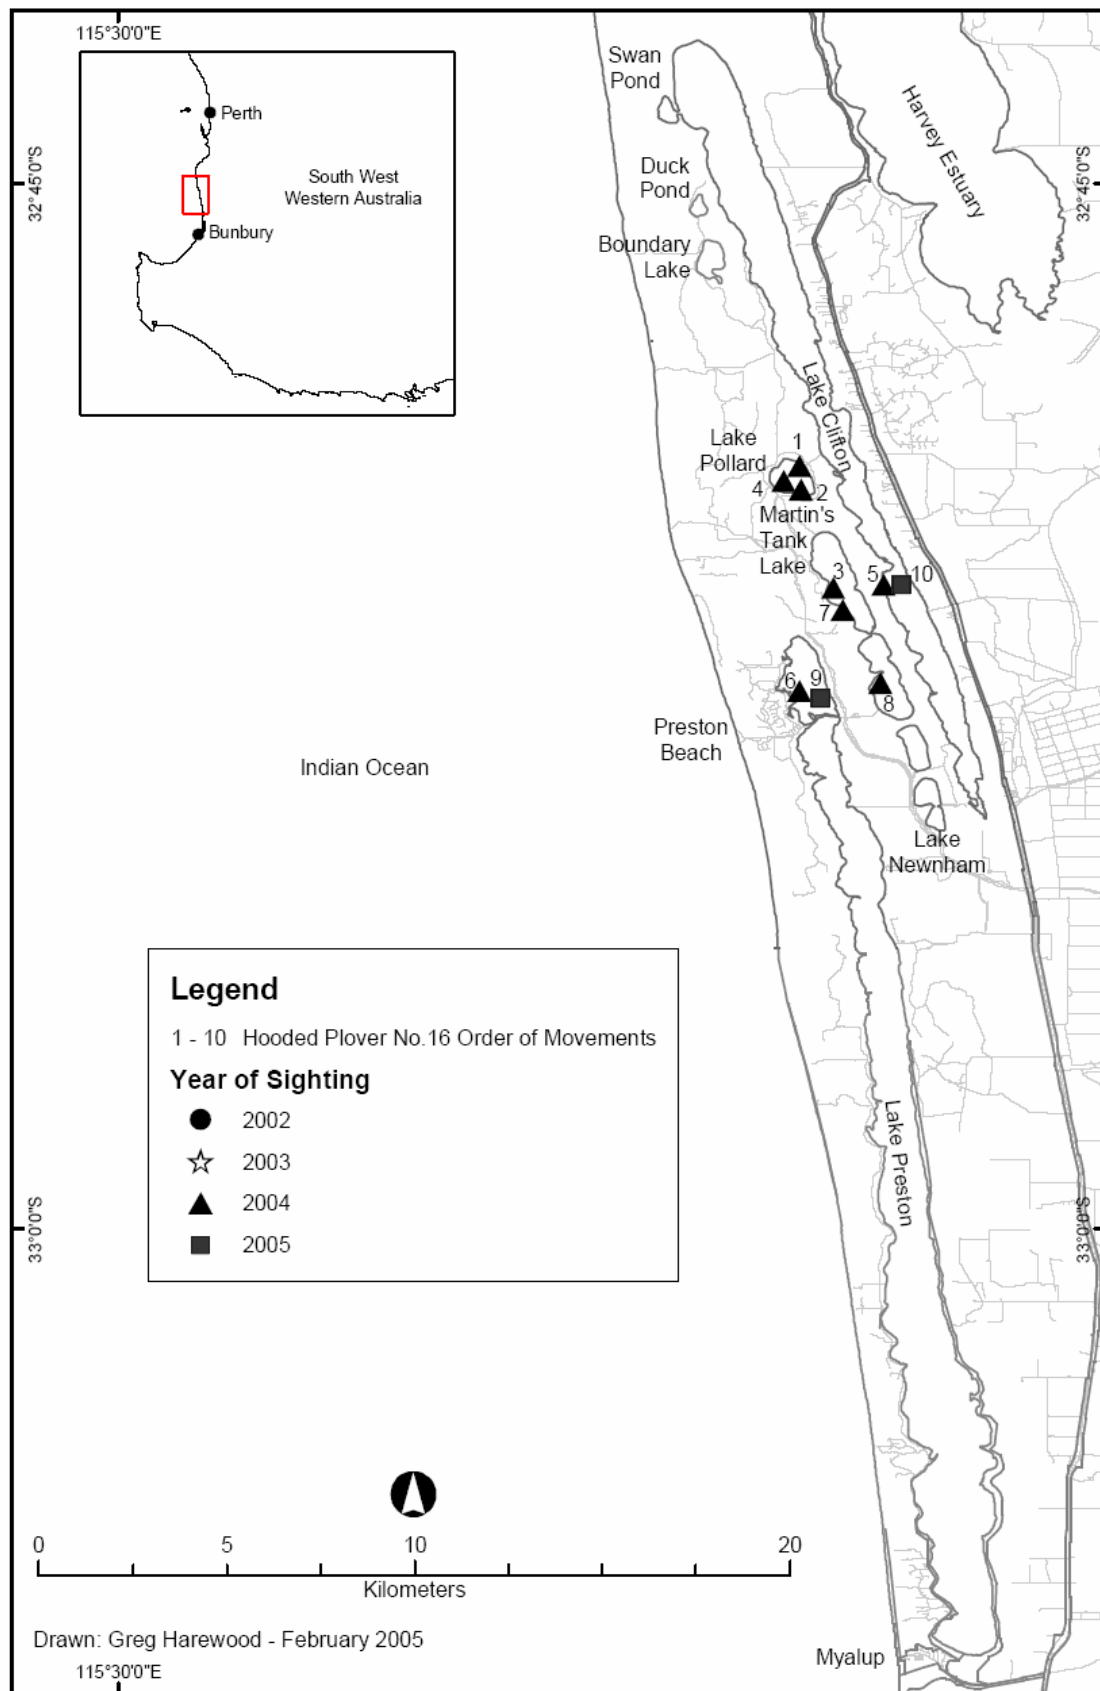 115°30'0"E
Perth
South West
Western Australia
Bunbury
32°45'0"S
32°45'0"S
Swan
Pond
Harvey Estuary
Duck
Pond
Boundary
Lake
Lake Clifton
Lake
Pollard
1
4
2
Martin's
Tank
Lake
3
5
10
7
6
9
8
Preston
Beach
Indian Ocean
Lake
Newnham
Legend
1 - 10 Hooded Plover No.16 Order of Movements
Year of Sighting
2002
2003
2004
2005
Lake Preston
33°0'0"S
33°0'0"S
0 5 10 20
Kilometers
Drawn: Greg Harewood - February 2005
Myalup
115°30'0"E